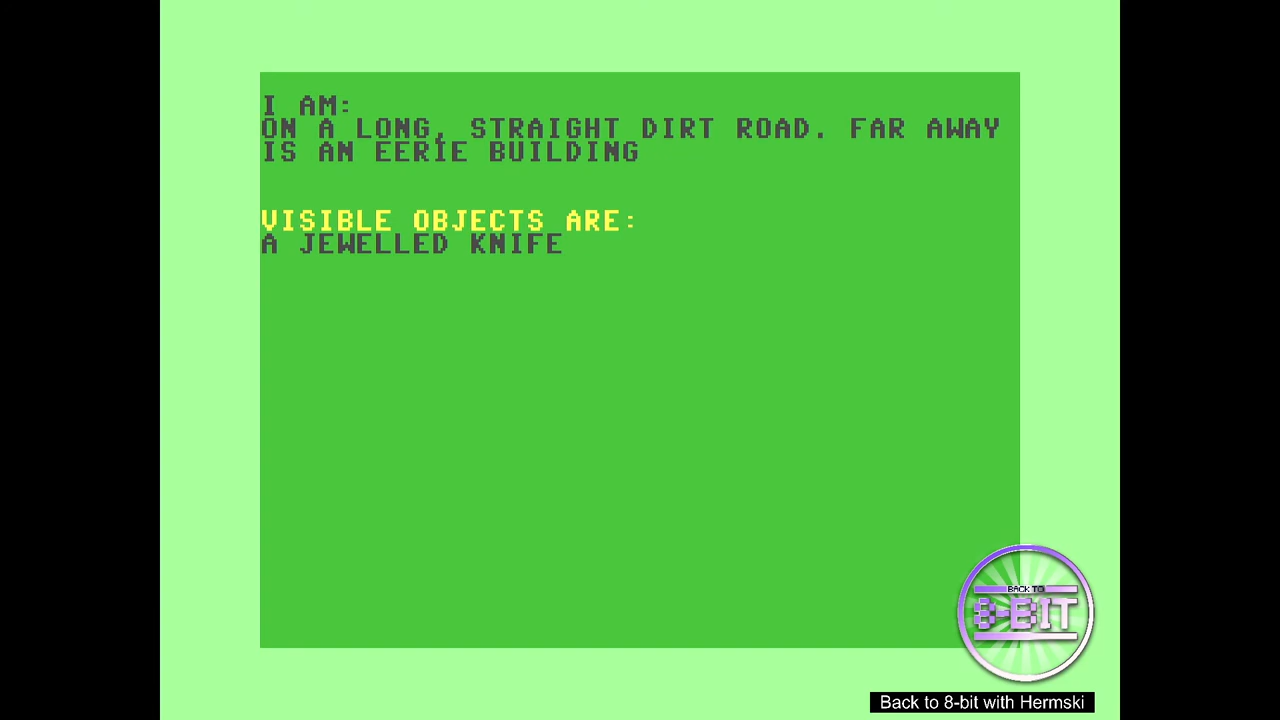 I AM:
ON A LONG, STRAIGHT DIRT ROAD. FAR AWAY
IS AN EERIE BUILDING
VISIBLE OBJECTS ARE:
A JEWELLED KNIFE
BACK TO
8-BIT
Back to 8-bit with Hermski